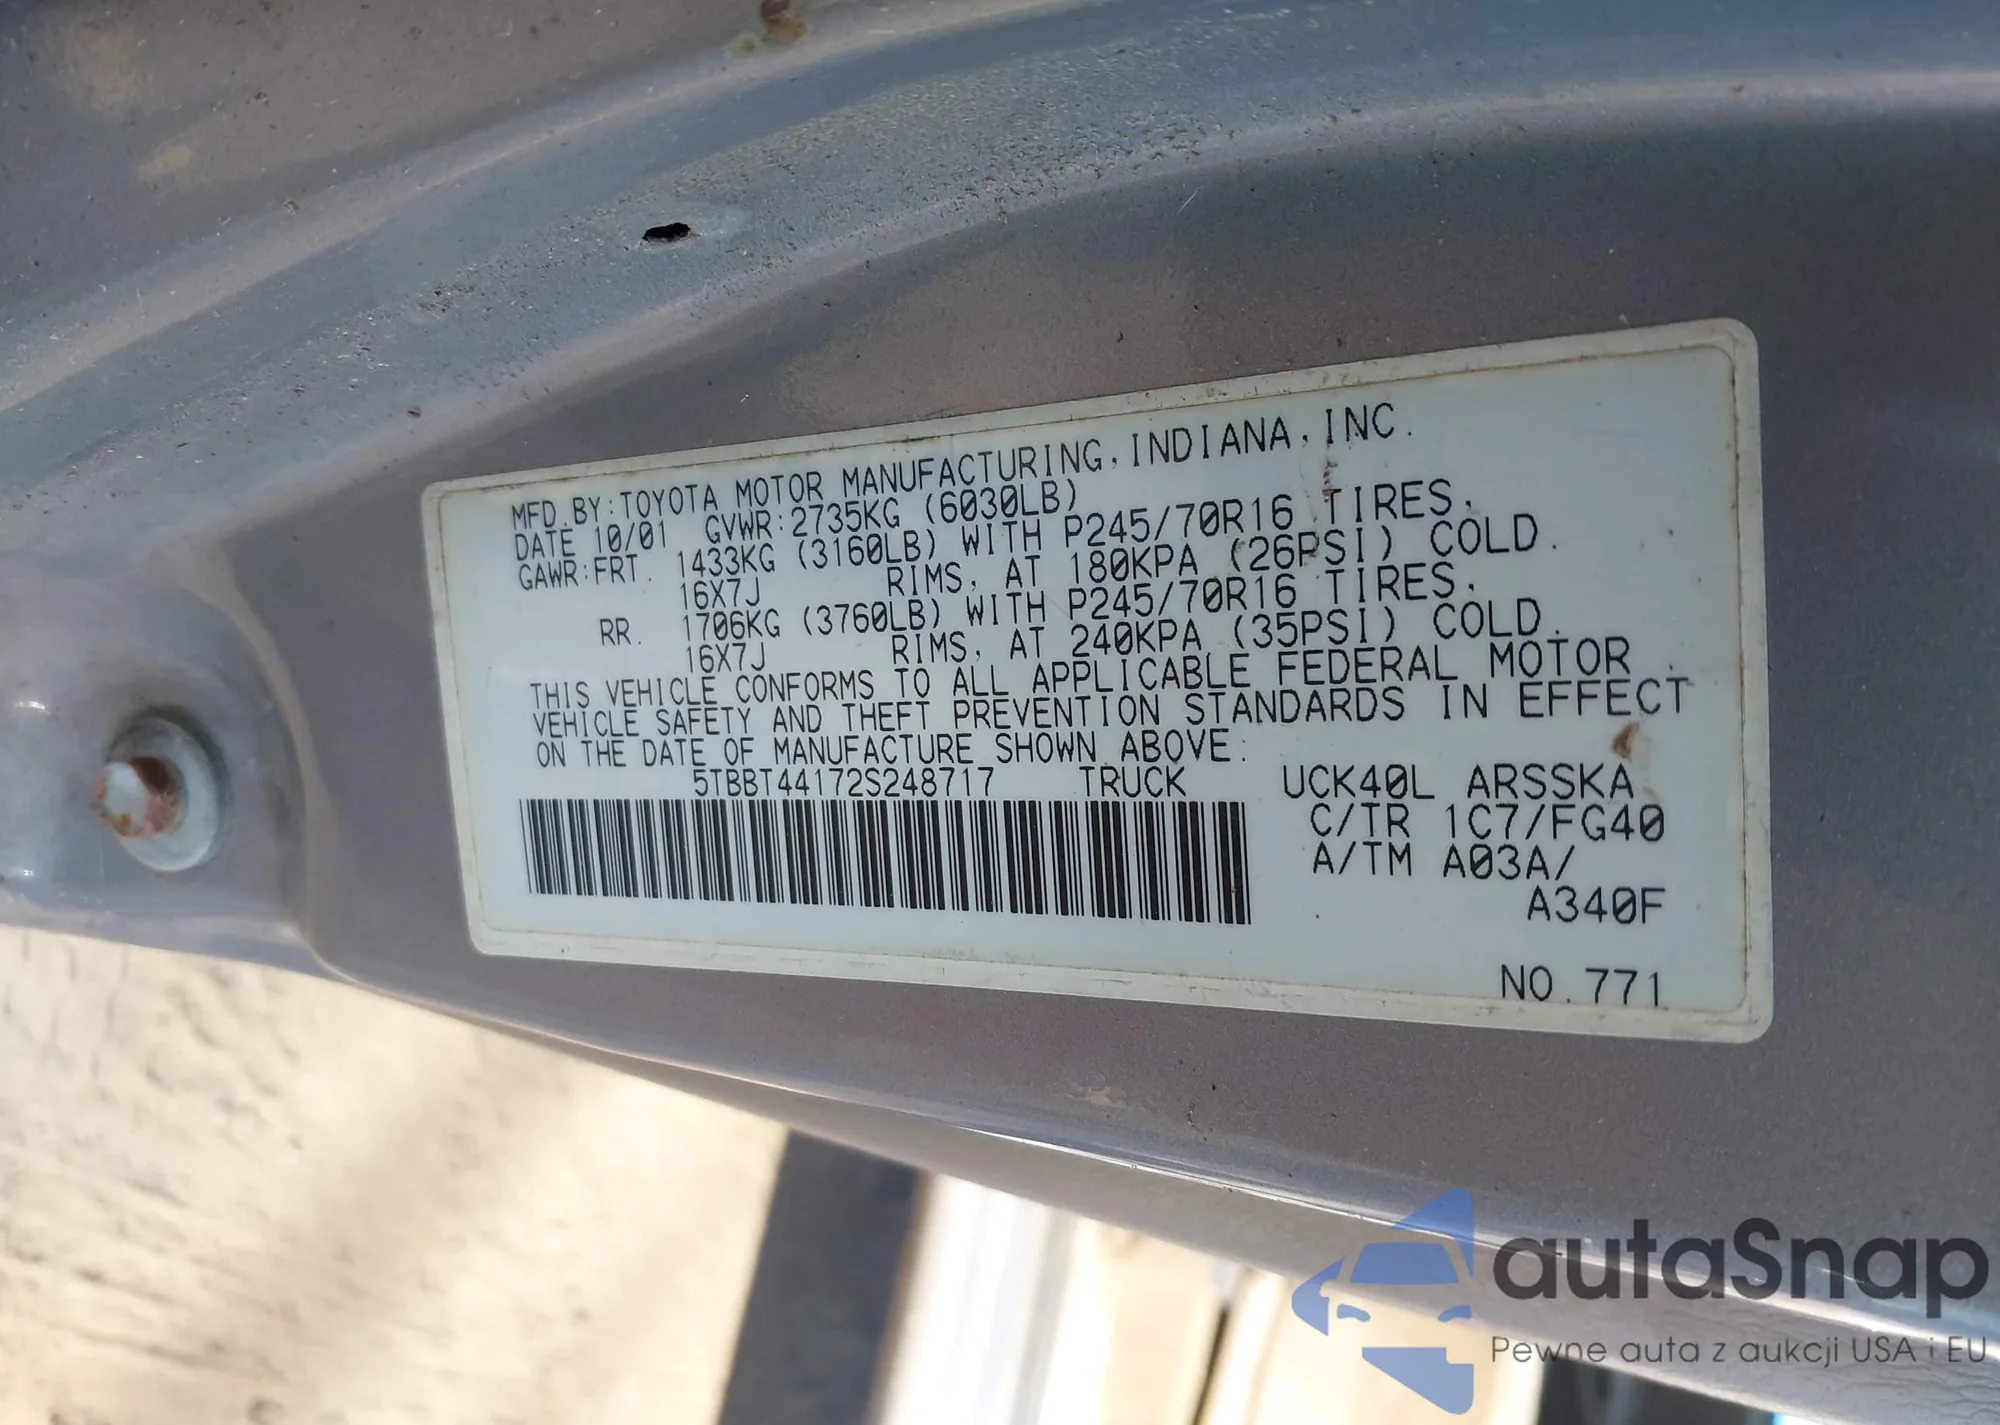 MFD.BY:TOYOTA MOTOR MANUFACTURING,INDIANA,INC.
DATE 10/01 GVWR:2735KG (6030LB)
GAWR:FRT. 1433KG (3160LB) WITH P245/70R16 TIRES.
16X7J RIMS, AT 180KPA (26PSI) COLD.
RR. 1706KG (3760LB) WITH P245/70R16 TIRES.
16X7J RIMS, AT 240KPA (35PSI) COLD.
THIS VEHICLE CONFORMS TO ALL APPLICABLE FEDERAL MOTOR
VEHICLE SAFETY AND THEFT PREVENTION STANDARDS IN EFFECT
ON THE DATE OF MANUFACTURE SHOWN ABOVE.
5TBBT44172S248717 TRUCK UCK40L ARSSKA
C/TR 1C7/FG40
A/TM A03A/
A340F
NO.771
autaSnap
Pewne auta z aukcji USA i EU